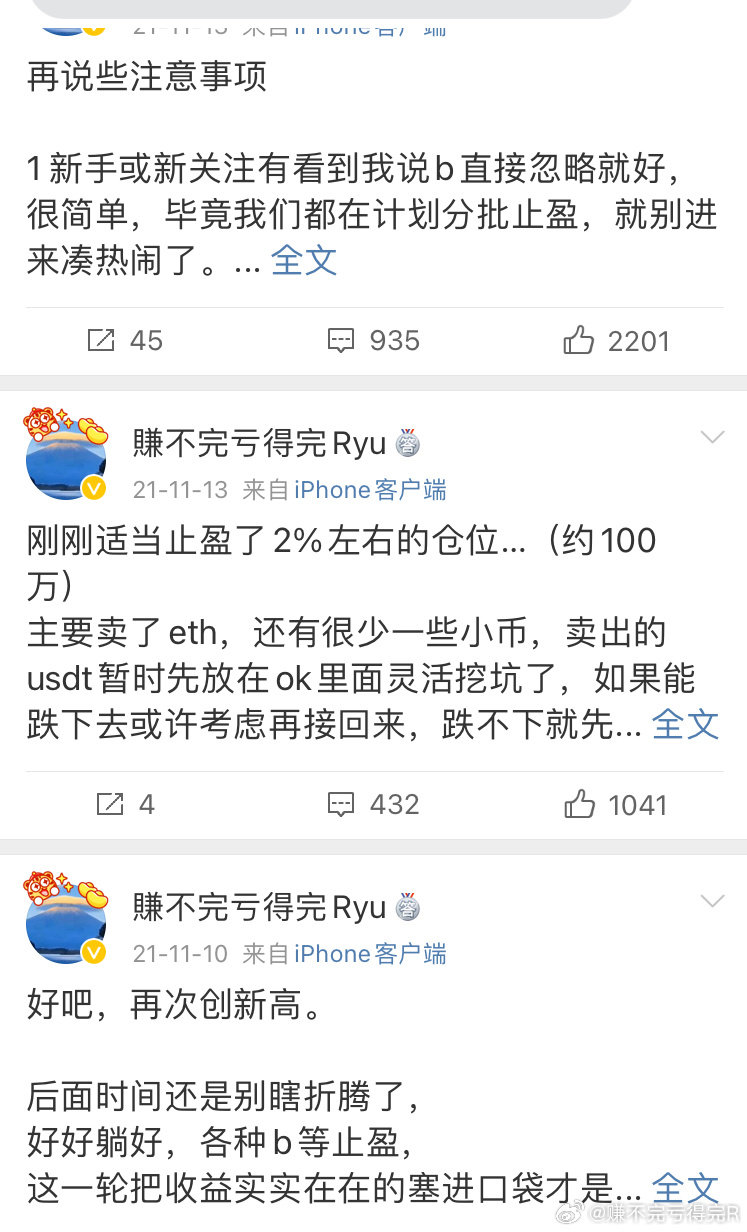 21-11-13 来自 iPhone客户端
再说些注意事项
1 新手或新关注有看到我说b直接忽略就好，
很简单，毕竟我们都在计划分批止盈，就别进
来凑热闹了。... 全文
45 935 2201
賺不完亏得完Ryu
21-11-13 来自 iPhone客户端
刚刚适当止盈了2%左右的仓位...（约100
万）
主要卖了eth，还有很少一些小币，卖出的
usdt暂时先放在ok里面灵活挖坑了，如果能
跌下去或许考虑再接回来，跌不下就先... 全文
4 432 1041
賺不完亏得完Ryu
21-11-10 来自 iPhone客户端
好吧，再次创新高。
后面时间还是别瞎折腾了，
好好躺好，各种b等止盈，
这一轮把收益实实在在的塞进口袋才是... 全文
@賺不完亏得完R